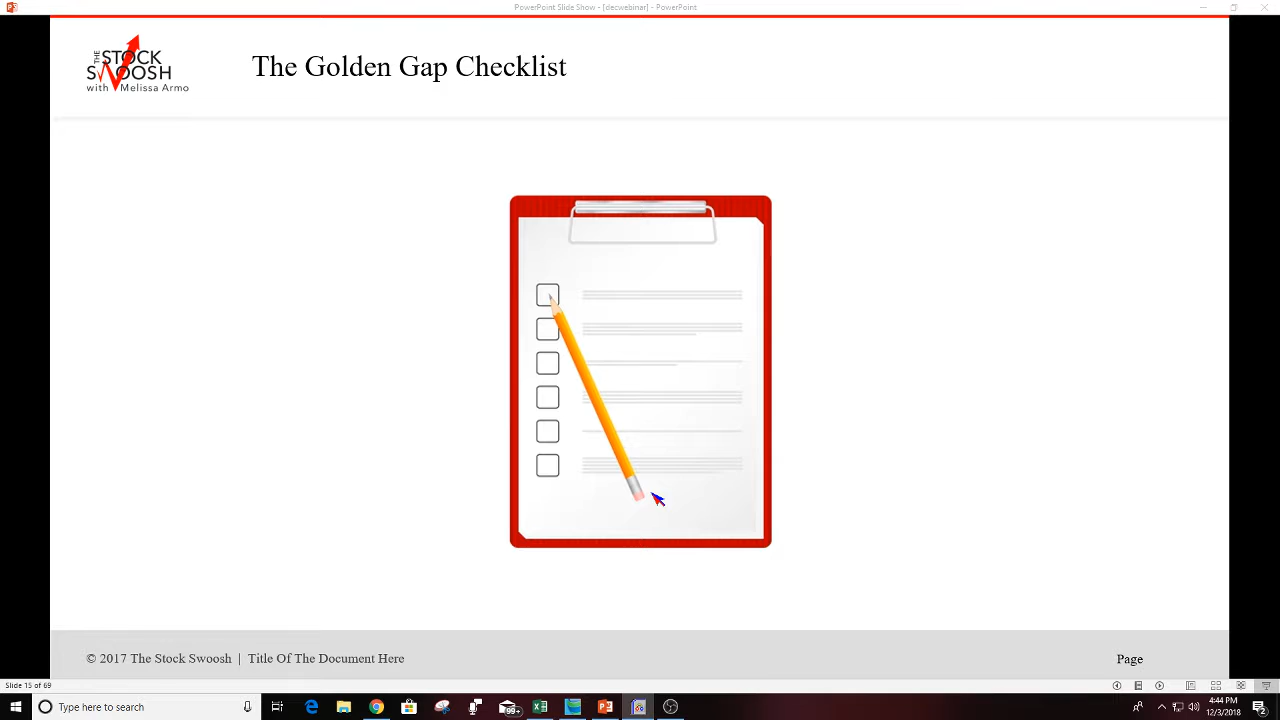 PowerPoint Slide Show - [decwebinar] - PowerPoint
THE STOCK
SWOOSH
with Melissa Armo
The Golden Gap Checklist
© 2017 The Stock Swoosh | Title Of The Document Here
Page
Slide 15 of 69
Type here to search
99+
4:44 PM
12/3/2018
2